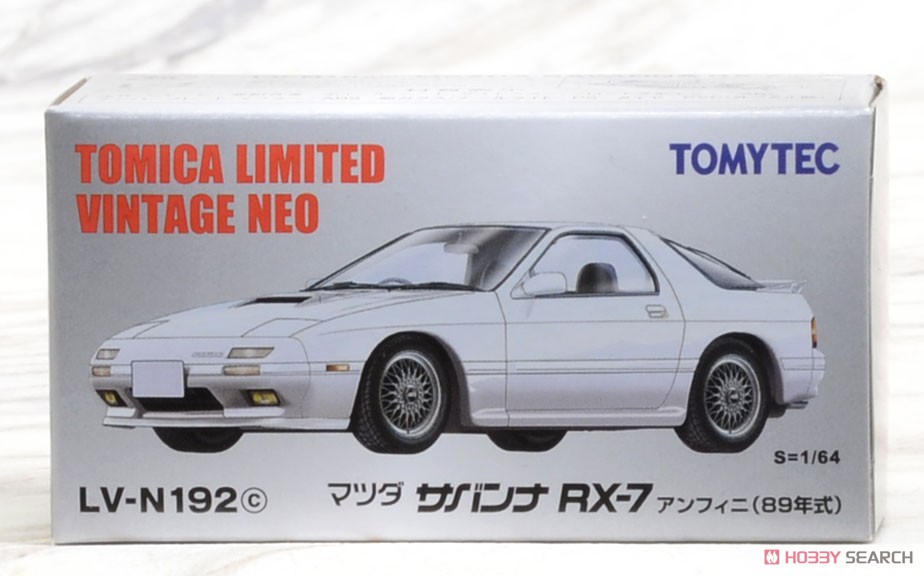 TOMICA LIMITED
VINTAGE NEO
TOMYTEC
S=1/64
LV-N192ⓒ マツダ サバンナ RX-7 アンフィニ(89年式)
HOBBY SEARCH